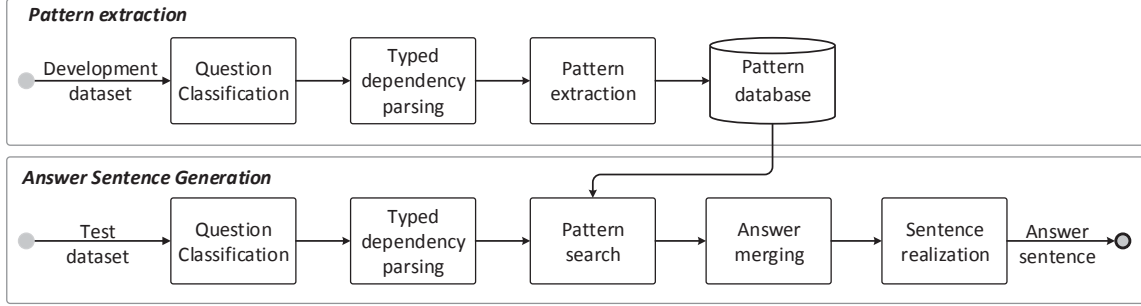 Pattern extraction
Development
dataset
Question
Classification
Typed
dependency
parsing
Pattern
extraction
Pattern
database
Answer Sentence Generation
Test
dataset
Question
Classification
Typed
dependency
parsing
Pattern
search
Answer
merging
Sentence
realization
Answer
sentence